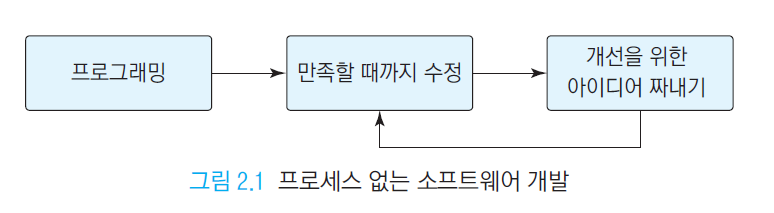 프로그래밍
만족할 때까지 수정
개선을 위한
아이디어 짜내기
그림 2.1 프로세스 없는 소프트웨어 개발